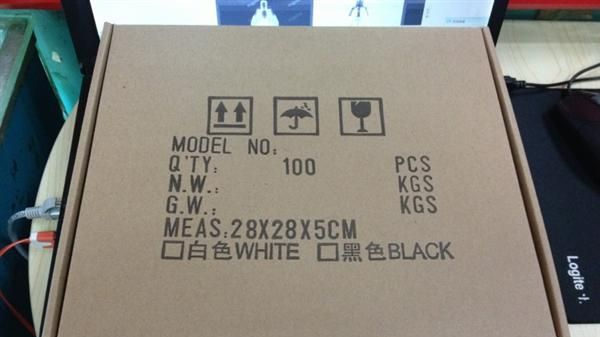 MODEL NO:
Q'TY: 100 PCS
N.W.: KGS
G.W.: KGS
MEAS:28X28X5CM
□白色WHITE □黑色BLACK
Logite